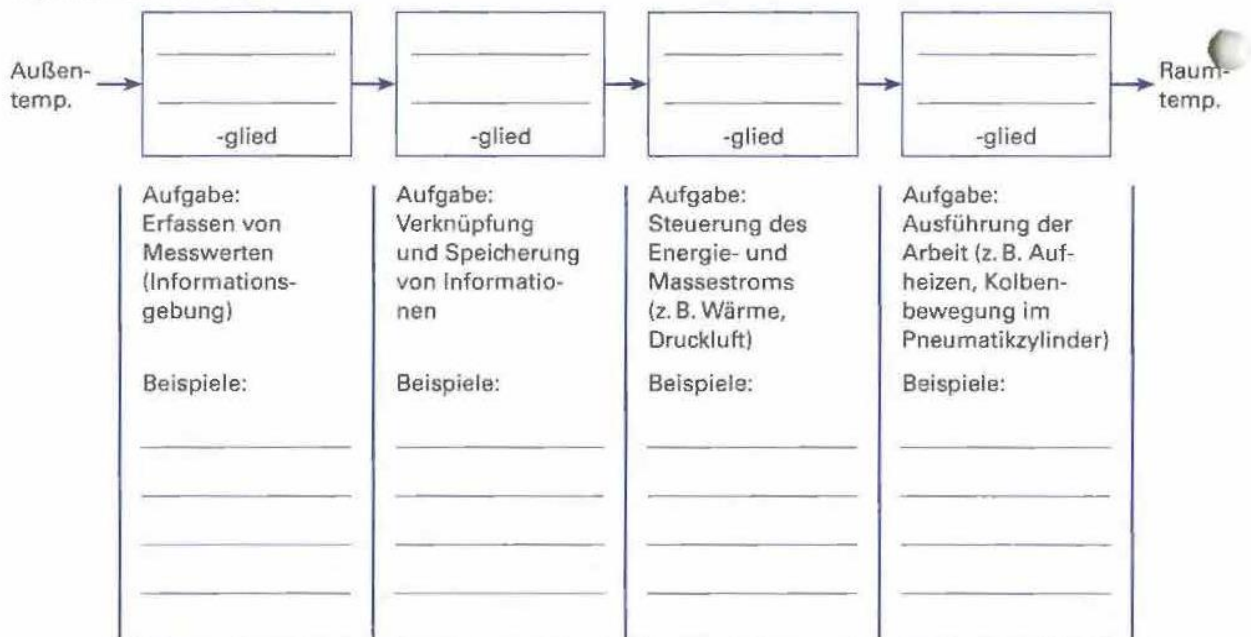 Außen-
temp.
-glied
-glied
-glied
-glied
Raum-
temp.
Aufgabe:
Erfassen von
Messwerten
(Informations-
gebung)
Beispiele:
Aufgabe:
Verknüpfung
und Speicherung
von Informatio-
nen
Beispiele:
Aufgabe:
Steuerung des
Energie- und
Massestroms
(z. B. Wärme,
Druckluft)
Beispiele:
Aufgabe:
Ausführung der
Arbeit (z. B. Auf-
heizen, Kolben-
bewegung im
Pneumatikzylinder)
Beispiele: